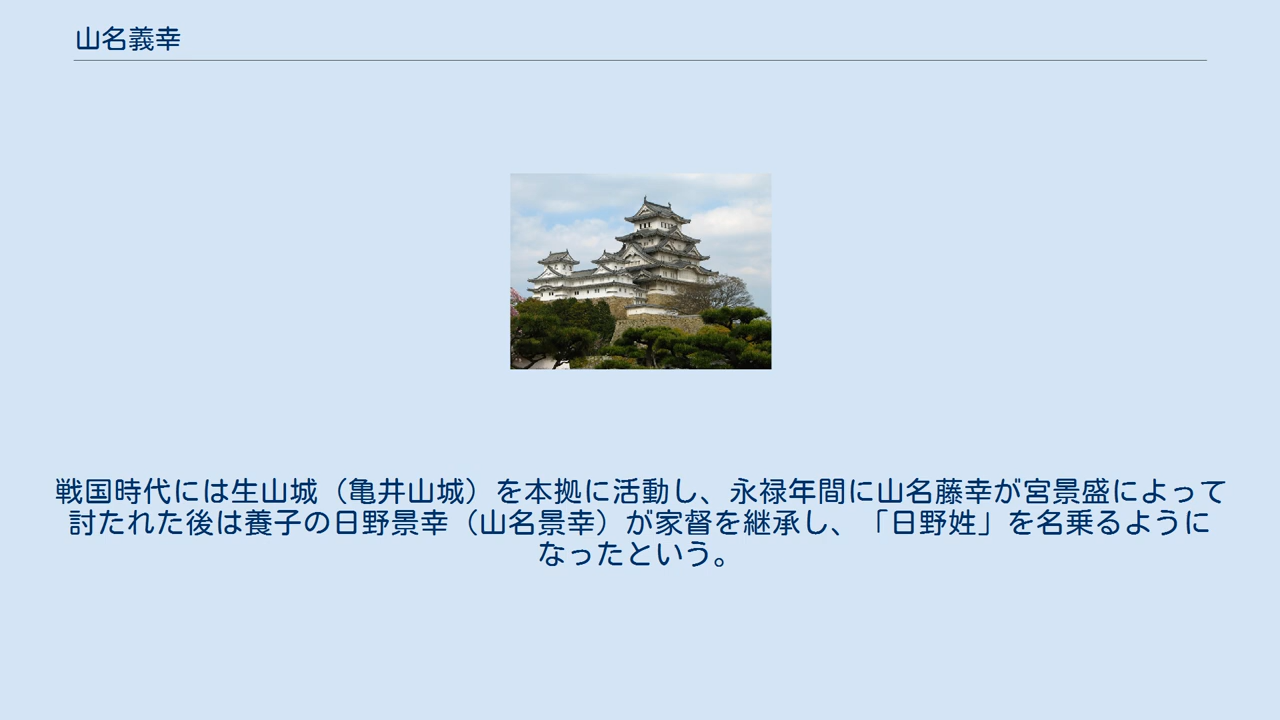 山名義幸
戦国時代には生山城（亀井山城）を本拠に活動し、永禄年間に山名藤幸が宮景盛によって
討たれた後は養子の日野景幸（山名景幸）が家督を継承し、「日野姓」を名乗るように
なったという。